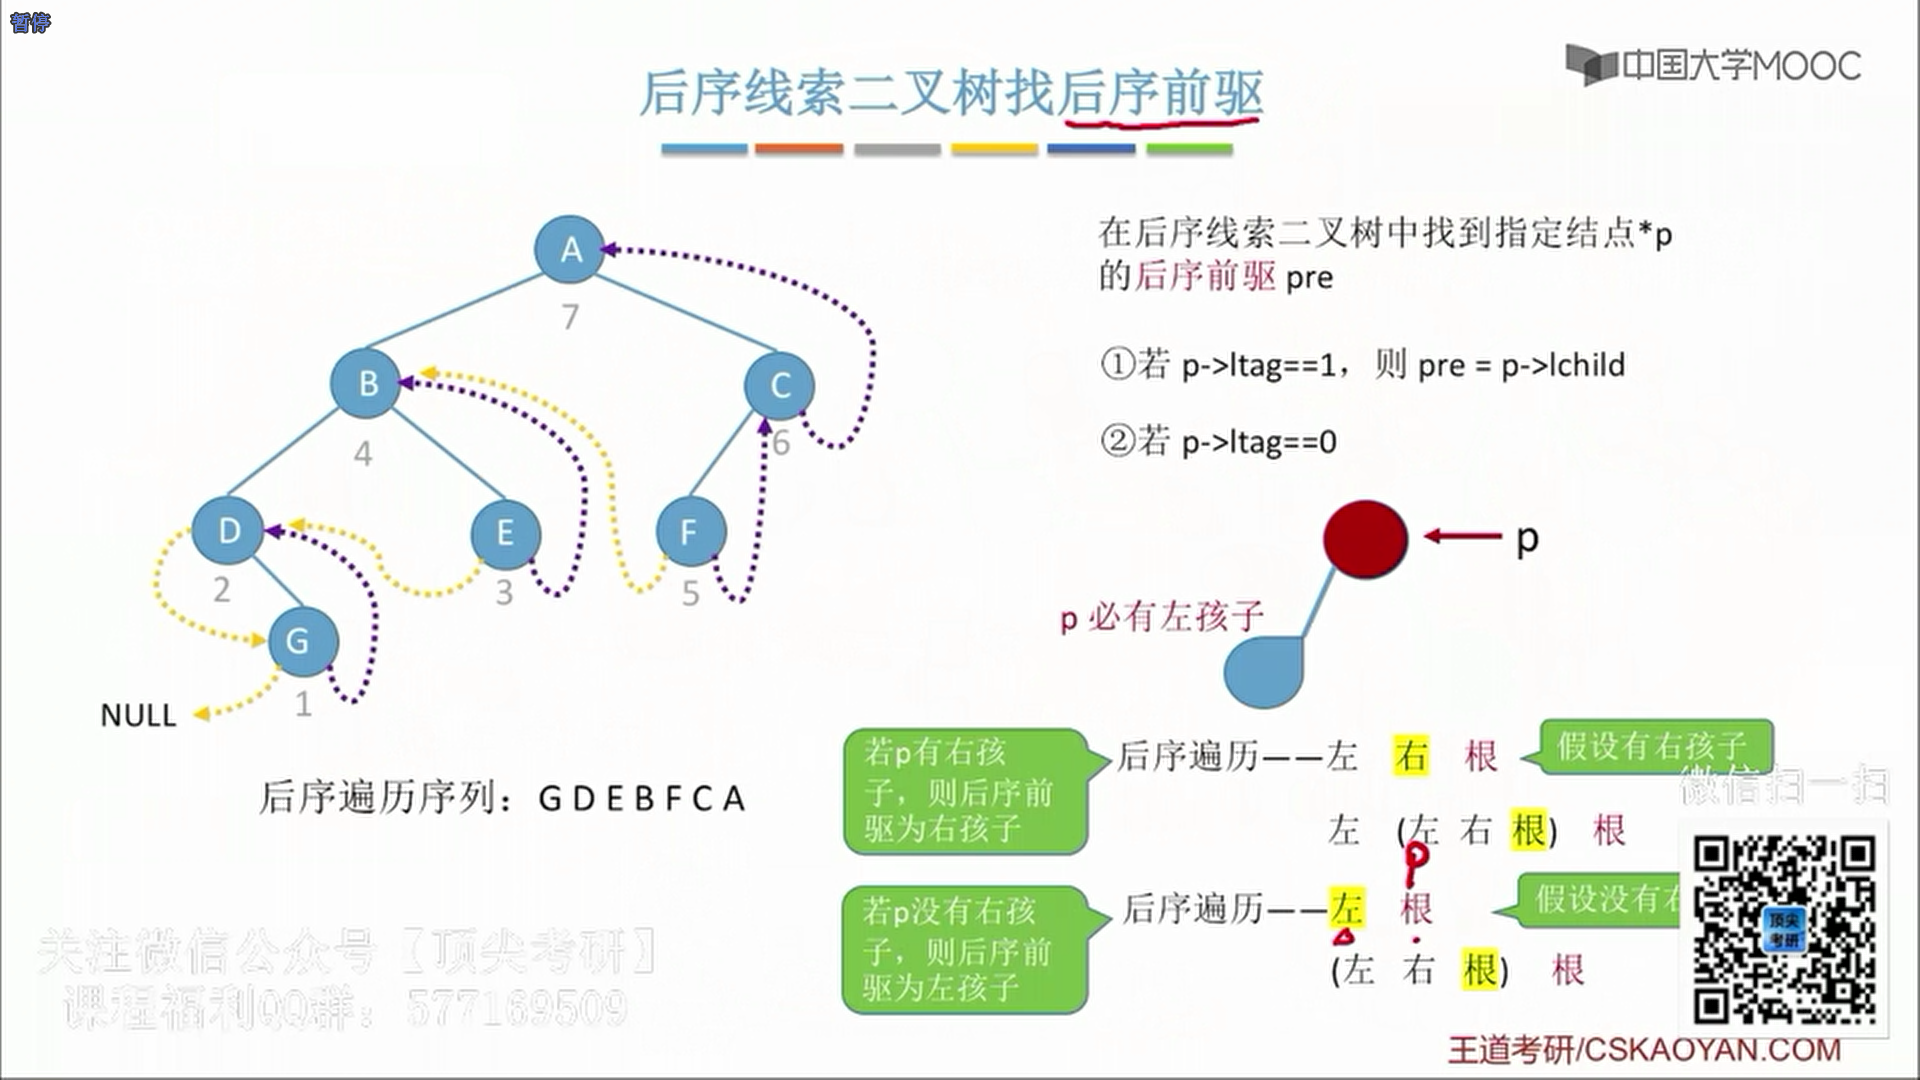 暂停
中国大学MOOC
后序线索二叉树找后序前驱
A
7
B
4
C
6
D
2
E
3
F
5
G
1
NULL
后序遍历序列：G D E B F C A
在后序线索二叉树中找到指定结点*p
的后序前驱 pre
①若 p->ltag==1，则 pre = p->lchild
②若 p->ltag==0
p
p 必有左孩子
若p有右孩
子，则后序前
驱为右孩子
后序遍历——左 右 根
假设有右孩子
左 (左 右 根) 根
p
若p没有右孩
子，则后序前
驱为左孩子
后序遍历——左 根
假设没有右
(左 右 根) 根
微信扫一扫
顶尖
考研
关注微信公众号【顶尖考研】
课程福利QQ群：577169509
王道考研/CSKAOYAN.COM